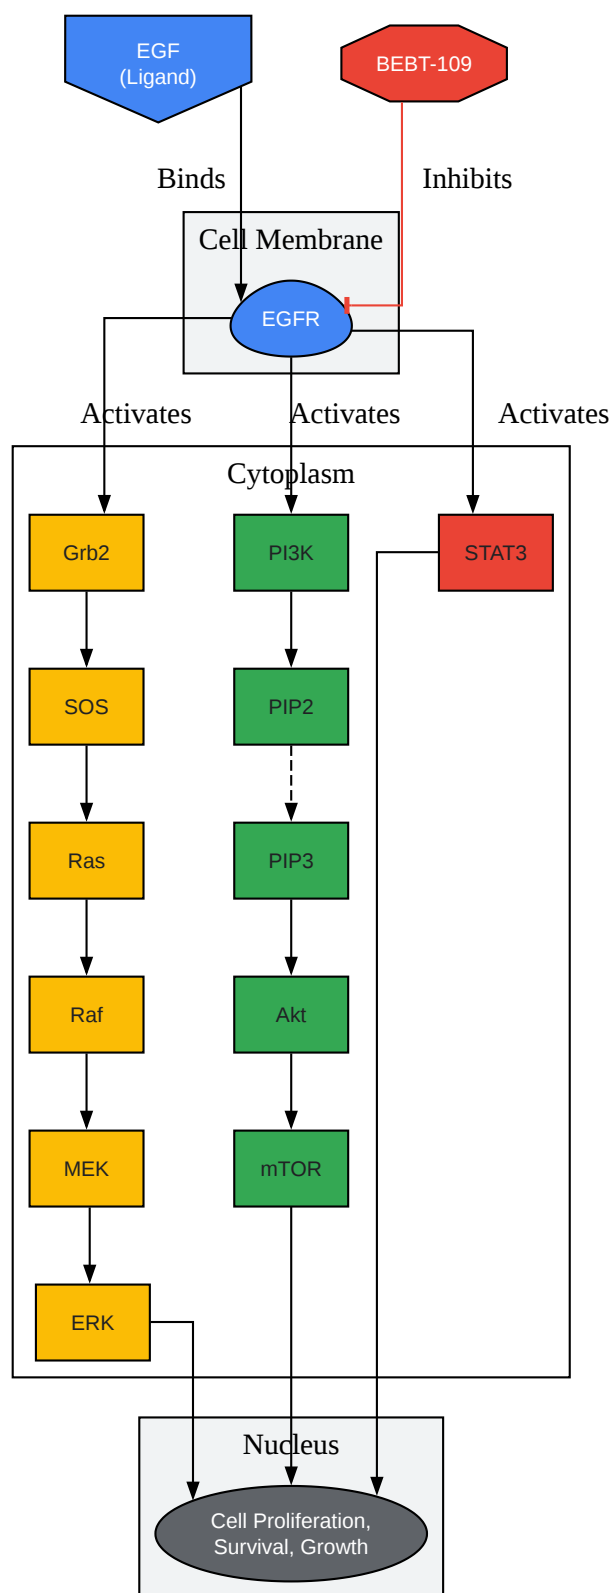 EGF
(Ligand)
BEBT-109
Binds
Inhibits
Cell Membrane
EGFR
Activates
Activates
Activates
Cytoplasm
Grb2
PI3K
STAT3
SOS
PIP2
Ras
PIP3
Raf
Akt
MEK
mTOR
ERK
Nucleus
Cell Proliferation,
Survival, Growth